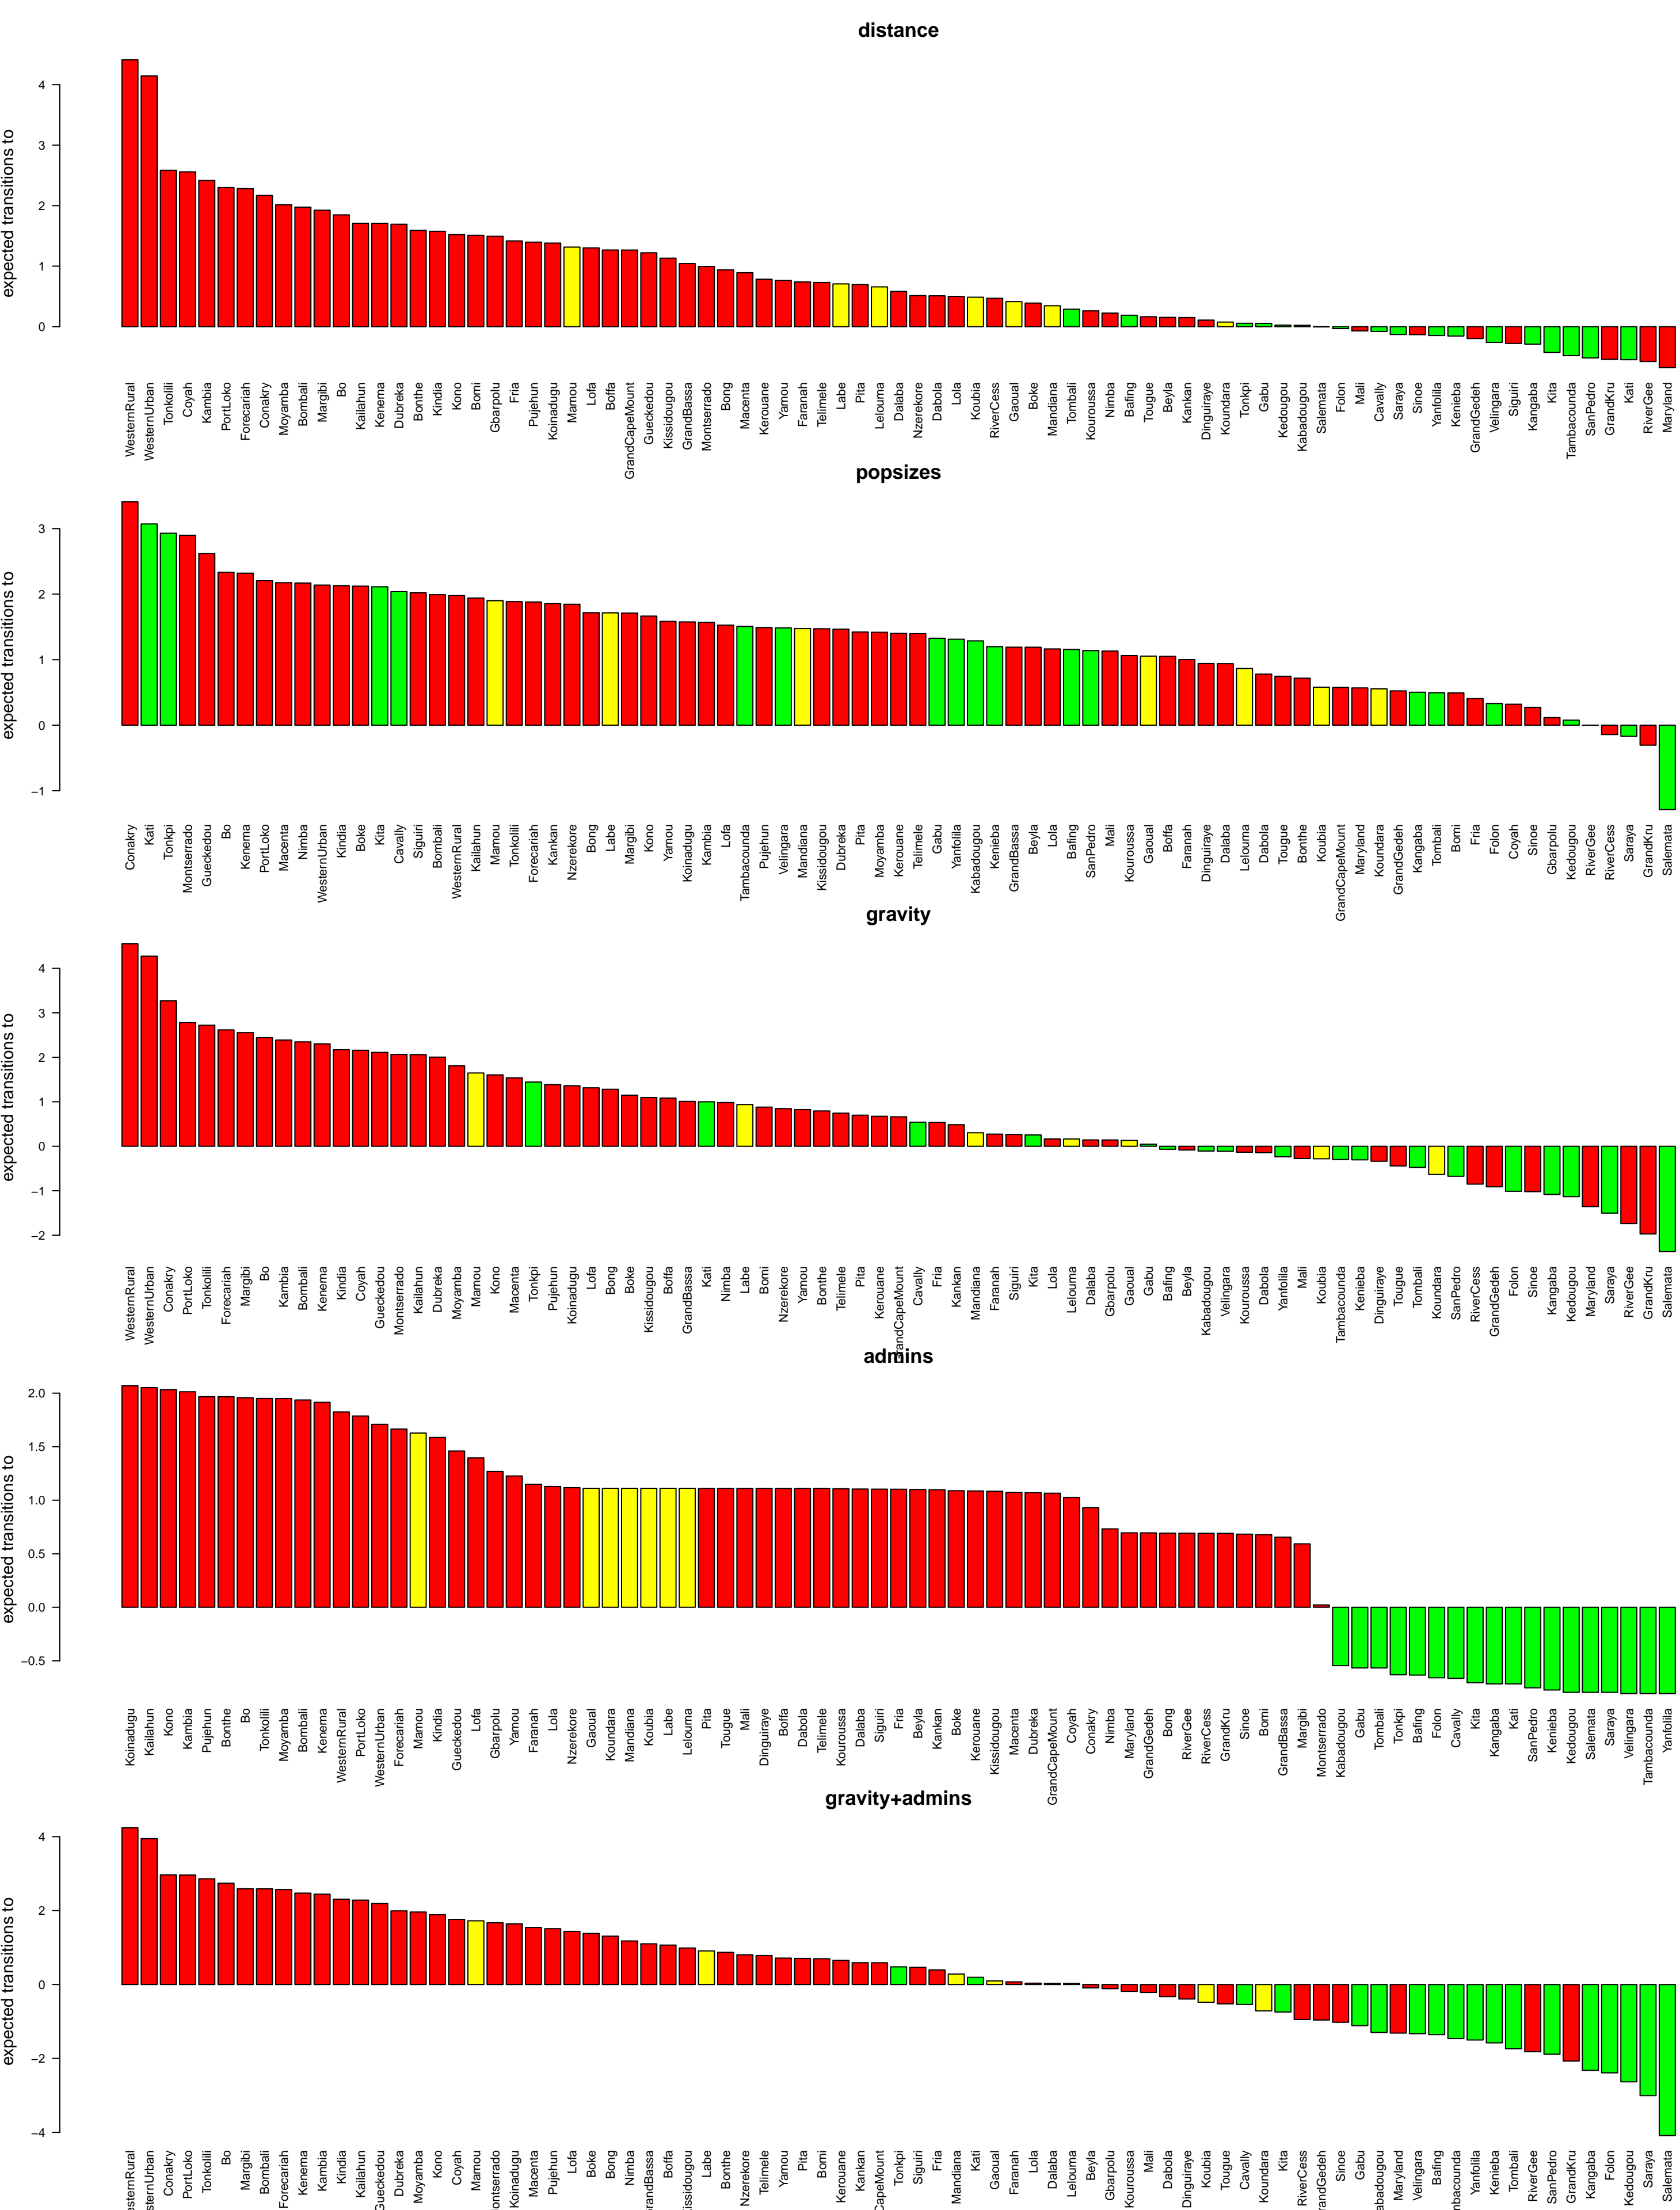 distance
expected transitions to
4
3
2
1
0
WesternRural WesternUrban Tonkolili Coyah Kambia PortLoko Forecariah Conakry Moyamba Bombali Margibi Bo Kailahun Kenema Dubreka Bonthe Kindia Kono Bomi Gbarpolu Fria Pujehun Koinadugu Mamou Lofa Boffa GrandCapeMount Gueckedou Kissidougou GrandBassa Montserrado Bong Macenta Kerouane Yamou Faranah Telimele Labe Pita Lelouma Dalaba Nzerekore Dabola Lola Koubia RiverCess Gaoual Boke Mandiana Tombali Kouroussa Nimba Bafing Tougue Beyla Kankan Dinguiraye Koundara Tonkpi Gabu Kedougou Kabadougou Salemata Folon Mali Cavally Saraya Sinoe Yanfolila Kenieba GrandGedeh Velingara Siguiri Kangaba Kita Tambacounda SanPedro GrandKru Kati RiverGee Maryland
popsizes
expected transitions to
3
2
1
0
−1
Conakry Kati Tonkpi Montserrado Gueckedou Bo Kenema PortLoko Macenta Nimba WesternUrban Kindia Boke Kita Cavally Siguiri Bombali WesternRural Kailahun Mamou Tonkolili Forecariah Kankan Nzerekore Bong Labe Margibi Kono Yamou Koinadugu Kambia Lofa Tambacounda Pujehun Velingara Mandiana Kissidougou Dubreka Pita Moyamba Kerouane Telimele Gabu Yanfolila Kabadougou Kenieba GrandBassa Beyla Lola Bafing SanPedro Mali Kouroussa Gaoual Boffa Faranah Dinguiraye Dalaba Lelouma Dabola Tougue Bonthe Koubia GrandCapeMount Maryland Koundara GrandGedeh Kangaba Tombali Bomi Fria Folon Coyah Sinoe Gbarpolu Kedougou RiverGee RiverCess Saraya GrandKru Salemata
gravity
expected transitions to
4
3
2
1
0
−1
−2
WesternRural WesternUrban Conakry PortLoko Tonkolili Forecariah Margibi Bo Kambia Bombali Kenema Kindia Coyah Gueckedou Montserrado Kailahun Dubreka Moyamba Mamou Kono Macenta Tonkpi Pujehun Koinadugu Lofa Bong Boke Kissidougou Boffa GrandBassa Kati Nimba Labe Bomi Nzerekore Yamou Bonthe Telimele Pita Kerouane GrandCapeMount Cavally Fria Kankan Mandiana Faranah Siguiri Kita Lola Lelouma Dalaba Gbarpolu Gaoual Gabu Bafing Beyla Kabadougou Velingara Kouroussa Dabola Yanfolila Mali Koubia Tambacounda Kenieba Dinguiraye Tougue Tombali Koundara SanPedro RiverCess GrandGedeh Folon Sinoe Kangaba Kedougou Maryland Saraya RiverGee GrandKru Salemata
admins
expected transitions to
2.0
1.5
1.0
0.5
0.0
−0.5
Koinadugu Kailahun Kono Kambia Pujehun Bonthe Bo Tonkolili Moyamba Bombali Kenema WesternRural PortLoko WesternUrban Forecariah Mamou Kindia Gueckedou Lofa Gbarpolu Yamou Faranah Lola Nzerekore Gaoual Koundara Mandiana Koubia Labe Lelouma Pita Tougue Mali Dinguiraye Boffa Dabola Telimele Kouroussa Dalaba Siguiri Fria Beyla Kankan Boke Kerouane Kissidougou Macenta Dubreka GrandCapeMount Coyah Conakry Nimba Maryland GrandGedeh Bong RiverGee RiverCess GrandKru Sinoe Bomi GrandBassa Margibi Montserrado Kabadougou Gabu Tombali Tonkpi Bafing Folon Cavally Kita Kangaba Kati SanPedro Kenieba Kedougou Salemata Saraya Velingara Tambacounda Yanfolila
gravity+admins
expected transitions to
4
2
0
−2
−4
esternRural sternUrban Conakry PortLoko Tonkolili Bo Margibi Bombali Forecariah Kenema Kambia Kindia Kailahun Gueckedou Dubreka Moyamba Kono Coyah Mamou ontserrado Koinadugu Macenta Pujehun Lofa Boke Bong Nimba GrandBassa Boffa issidougou Labe Bonthe Nzerekore Telimele Yamou Pita Bomi Kerouane Kankan CapeMount Tonkpi Siguiri Fria Mandiana Kati Gaoual Faranah Lola Dalaba Lelouma Beyla Gbarpolu Kouroussa Mali Dabola Dinguiraye Koubia Tougue Cavally Koundara Kita RiverCess randGedeh Sinoe Gabu abadougou Maryland Velingara Bafing mbacounda Yanfolila Kenieba Tombali RiverGee SanPedro GrandKru Kangaba Folon Kedougou Saraya Salemata